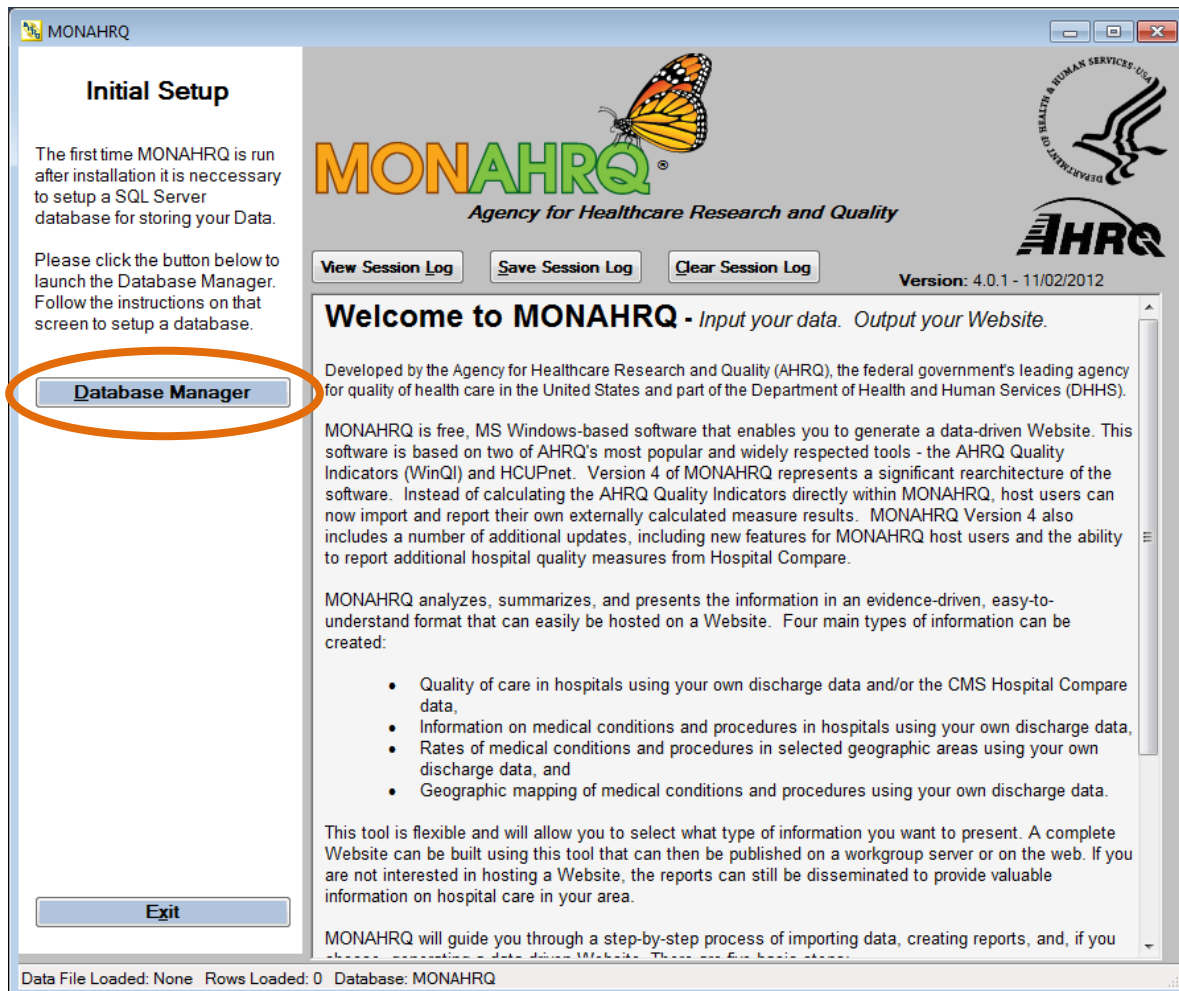 MONAHRQ
Initial Setup
The first time MONAHRQ is run
after installation it is neccessary
to setup a SQL Server
database for storing your Data.
Please click the button below to
launch the Database Manager.
Follow the instructions on that
screen to setup a database.
Database Manager
Exit
MONAHRQ®
Agency for Healthcare Research and Quality
DEPARTMENT OF HEALTH & HUMAN SERVICES·USA
AHRQ
View Session Log
Save Session Log
Clear Session Log
Version: 4.0.1 - 11/02/2012
Welcome to MONAHRQ - Input your data. Output your Website.
Developed by the Agency for Healthcare Research and Quality (AHRQ), the federal government's leading agency
for quality of health care in the United States and part of the Department of Health and Human Services (DHHS).
MONAHRQ is free, MS Windows-based software that enables you to generate a data-driven Website. This
software is based on two of AHRQ's most popular and widely respected tools - the AHRQ Quality
Indicators (WinQI) and HCUPnet. Version 4 of MONAHRQ represents a significant rearchitecture of the
software. Instead of calculating the AHRQ Quality Indicators directly within MONAHRQ, host users can
now import and report their own externally calculated measure results. MONAHRQ Version 4 also
includes a number of additional updates, including new features for MONAHRQ host users and the ability
to report additional hospital quality measures from Hospital Compare.
MONAHRQ analyzes, summarizes, and presents the information in an evidence-driven, easy-to-
understand format that can easily be hosted on a Website. Four main types of information can be
created:
• Quality of care in hospitals using your own discharge data and/or the CMS Hospital Compare
data,
• Information on medical conditions and procedures in hospitals using your own discharge data,
• Rates of medical conditions and procedures in selected geographic areas using your own
discharge data, and
• Geographic mapping of medical conditions and procedures using your own discharge data.
This tool is flexible and will allow you to select what type of information you want to present. A complete
Website can be built using this tool that can then be published on a workgroup server or on the web. If you
are not interested in hosting a Website, the reports can still be disseminated to provide valuable
information on hospital care in your area.
MONAHRQ will guide you through a step-by-step process of importing data, creating reports, and, if you
choose, generating a data-driven Website. There are five basic steps:
Data File Loaded: None Rows Loaded: 0 Database: MONAHRQ